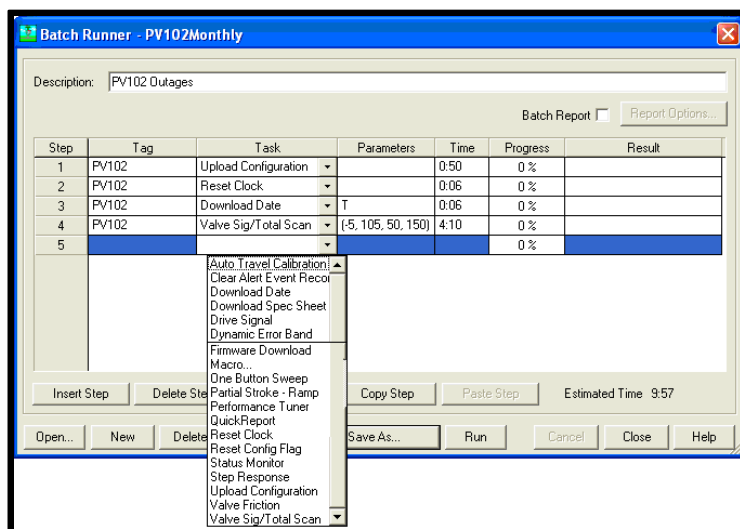 Batch Runner - PV102Monthly
Description: PV102 Outages
Batch Report Report Options...
Step Tag Task Parameters Time Progress Result
1 PV102 Upload Configuration 0:50 0 %
2 PV102 Reset Clock 0:06 0 %
3 PV102 Download Date T 0:06 0 %
4 PV102 Valve Sig/Total Scan (-5, 105, 50, 150) 4:10 0 %
5 0 %
Auto Travel Calibration
Clear Alert Event Recor
Download Date
Download Spec Sheet
Drive Signal
Dynamic Error Band
Firmware Download
Macro...
One Button Sweep
Partial Stroke - Ramp
Performance Tuner
QuickReport
Reset Clock
Reset Config Flag
Status Monitor
Step Response
Upload Configuration
Valve Friction
Valve Sig/Total Scan
Insert Step Delete Ste Copy Step Paste Step Estimated Time 9:57
Open... New Delete Save As... Run Cancel Close Help